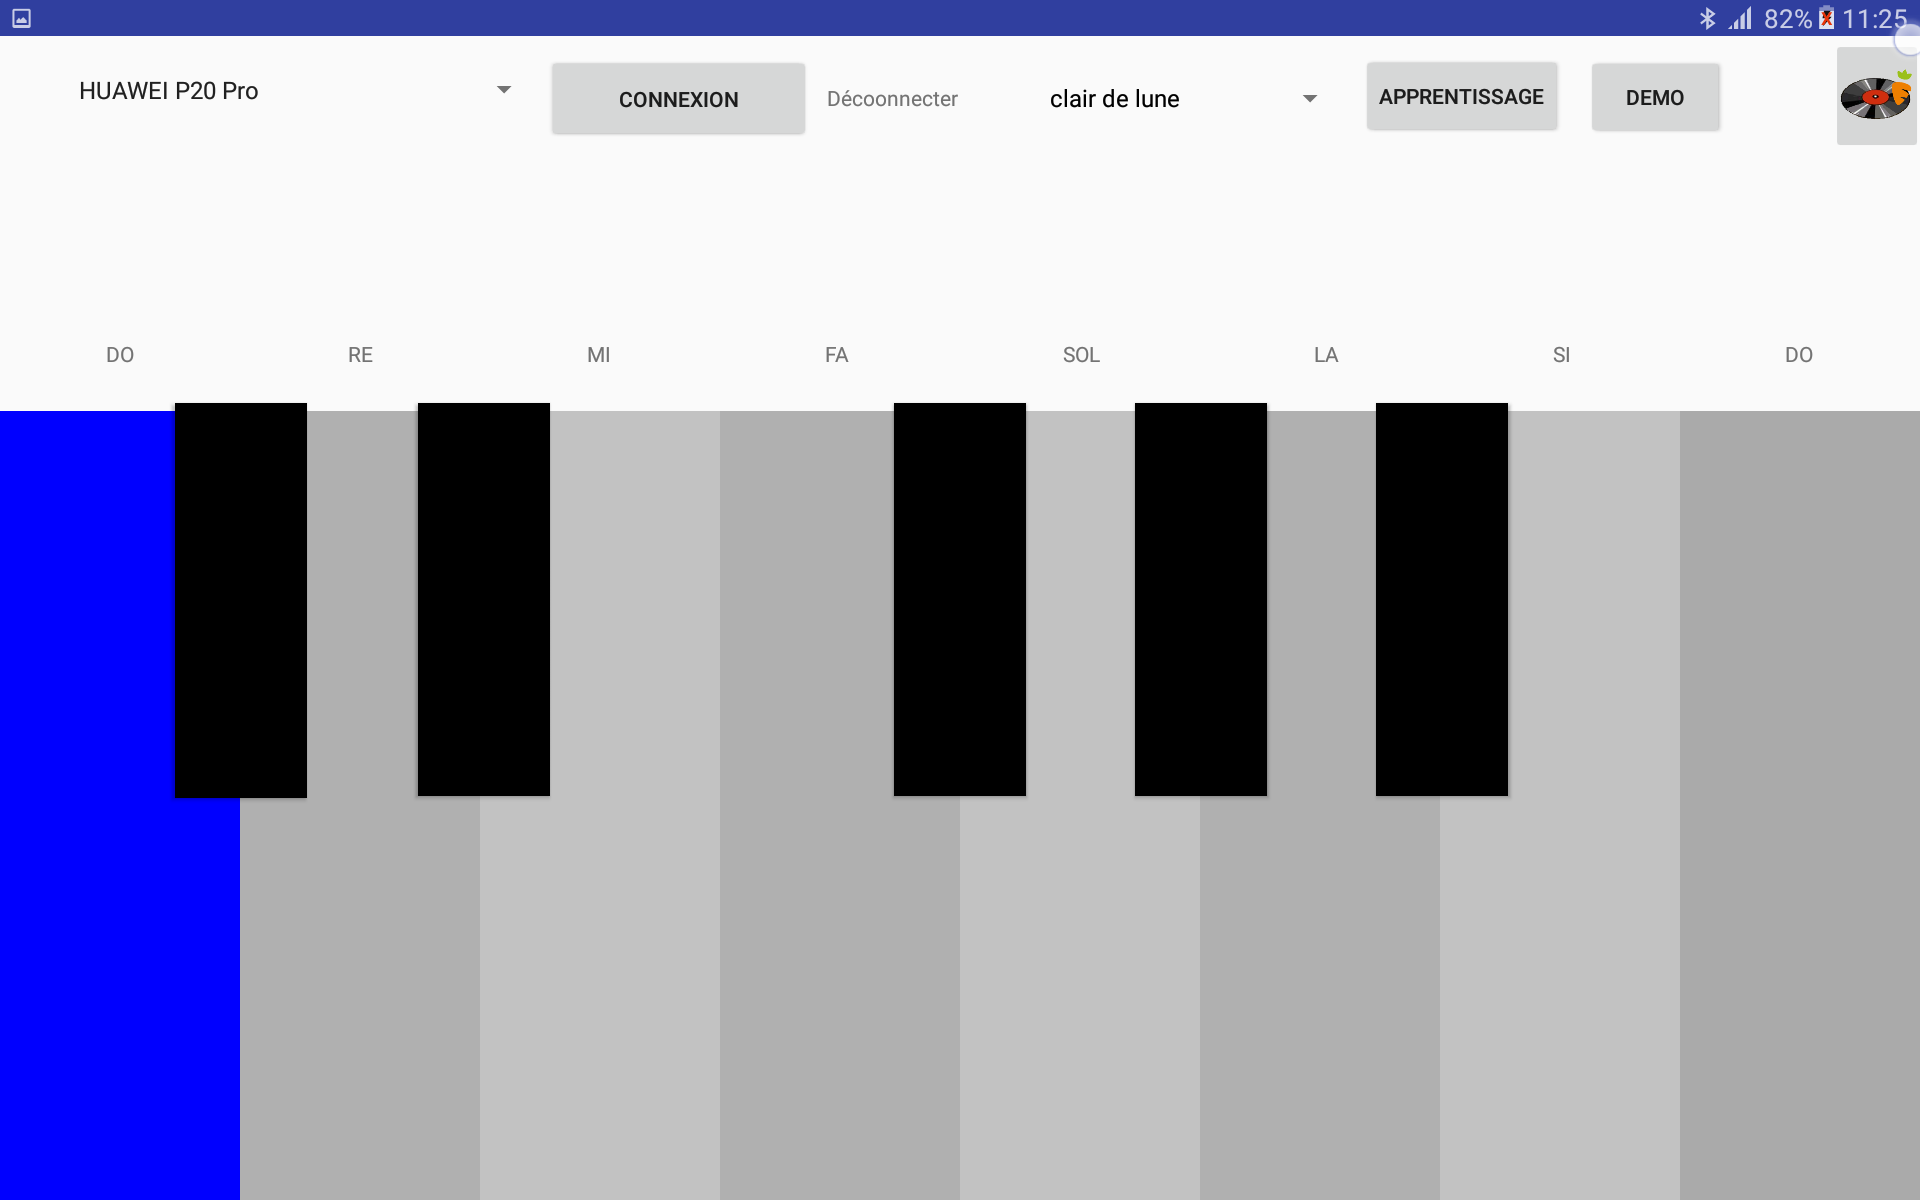 82% 11:25
HUAWEI P20 Pro
CONNEXION
Découonnecter
clair de lune
APPRENTISSAGE
DEMO
DO RE MI FA SOL LA SI DO